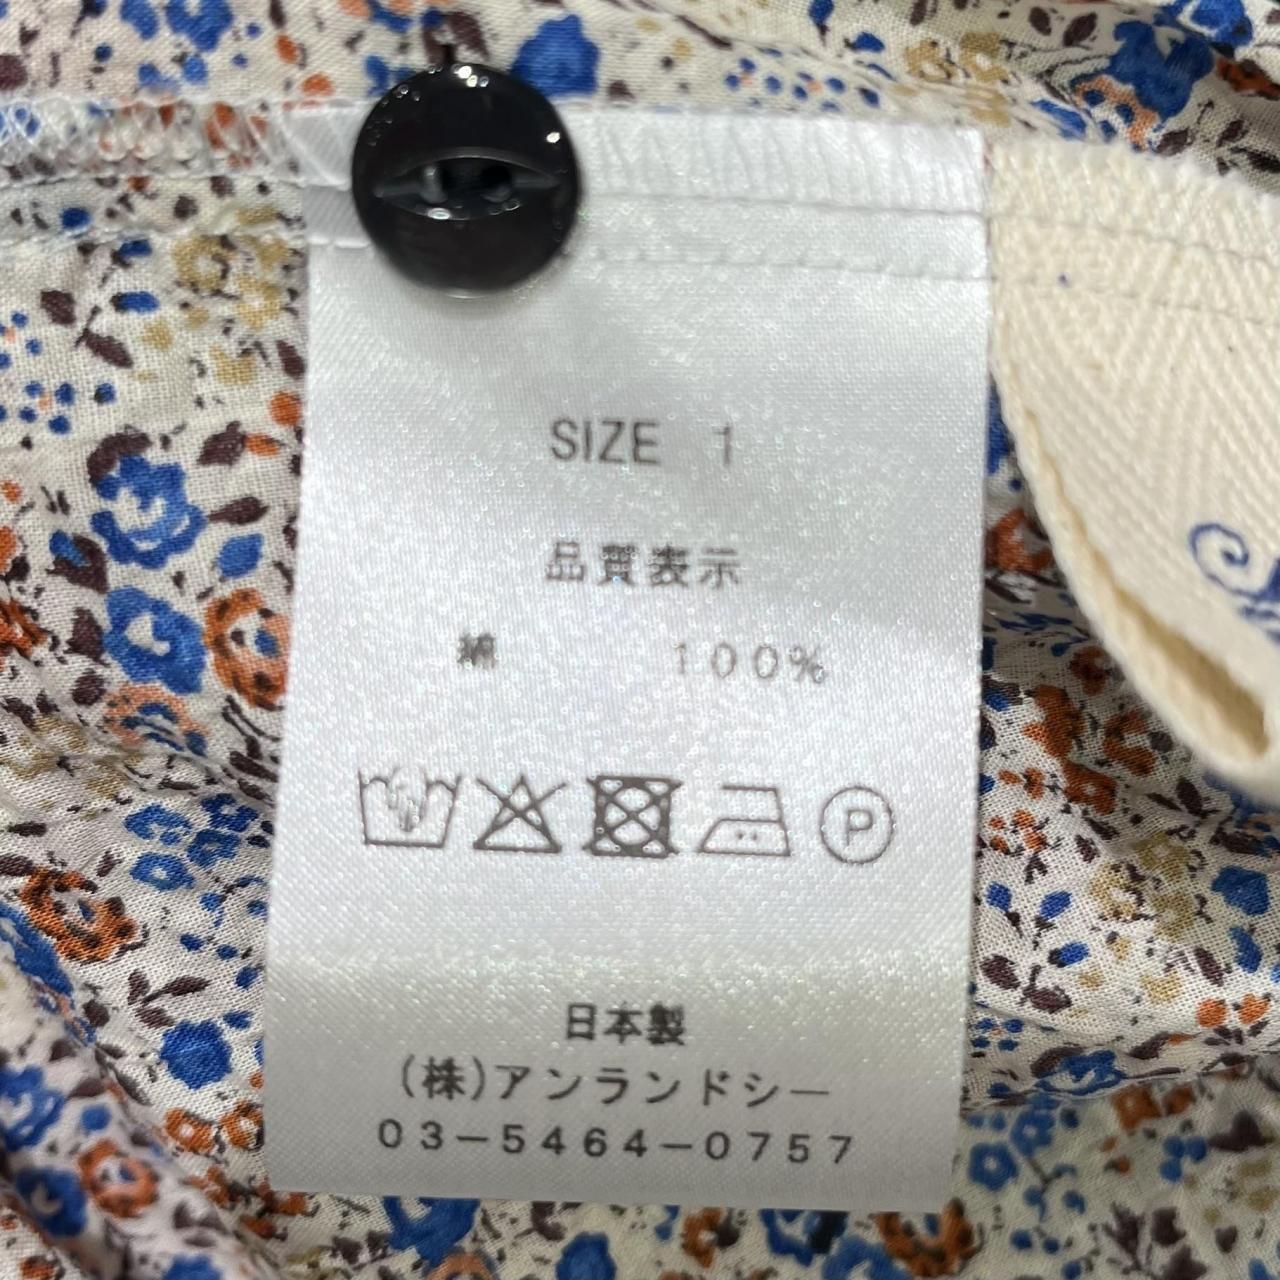 SIZE 1
品質表示
綿 100%
P
日本製
(株)アンランドシー
03-5464-0757